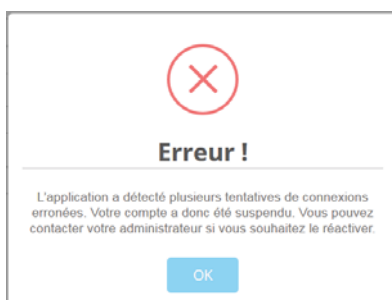 Erreur !
L'application a détecté plusieurs tentatives de connexions
erronées. Votre compte a donc été suspendu. Vous pouvez
contacter votre administrateur si vous souhaitez le réactiver.
OK